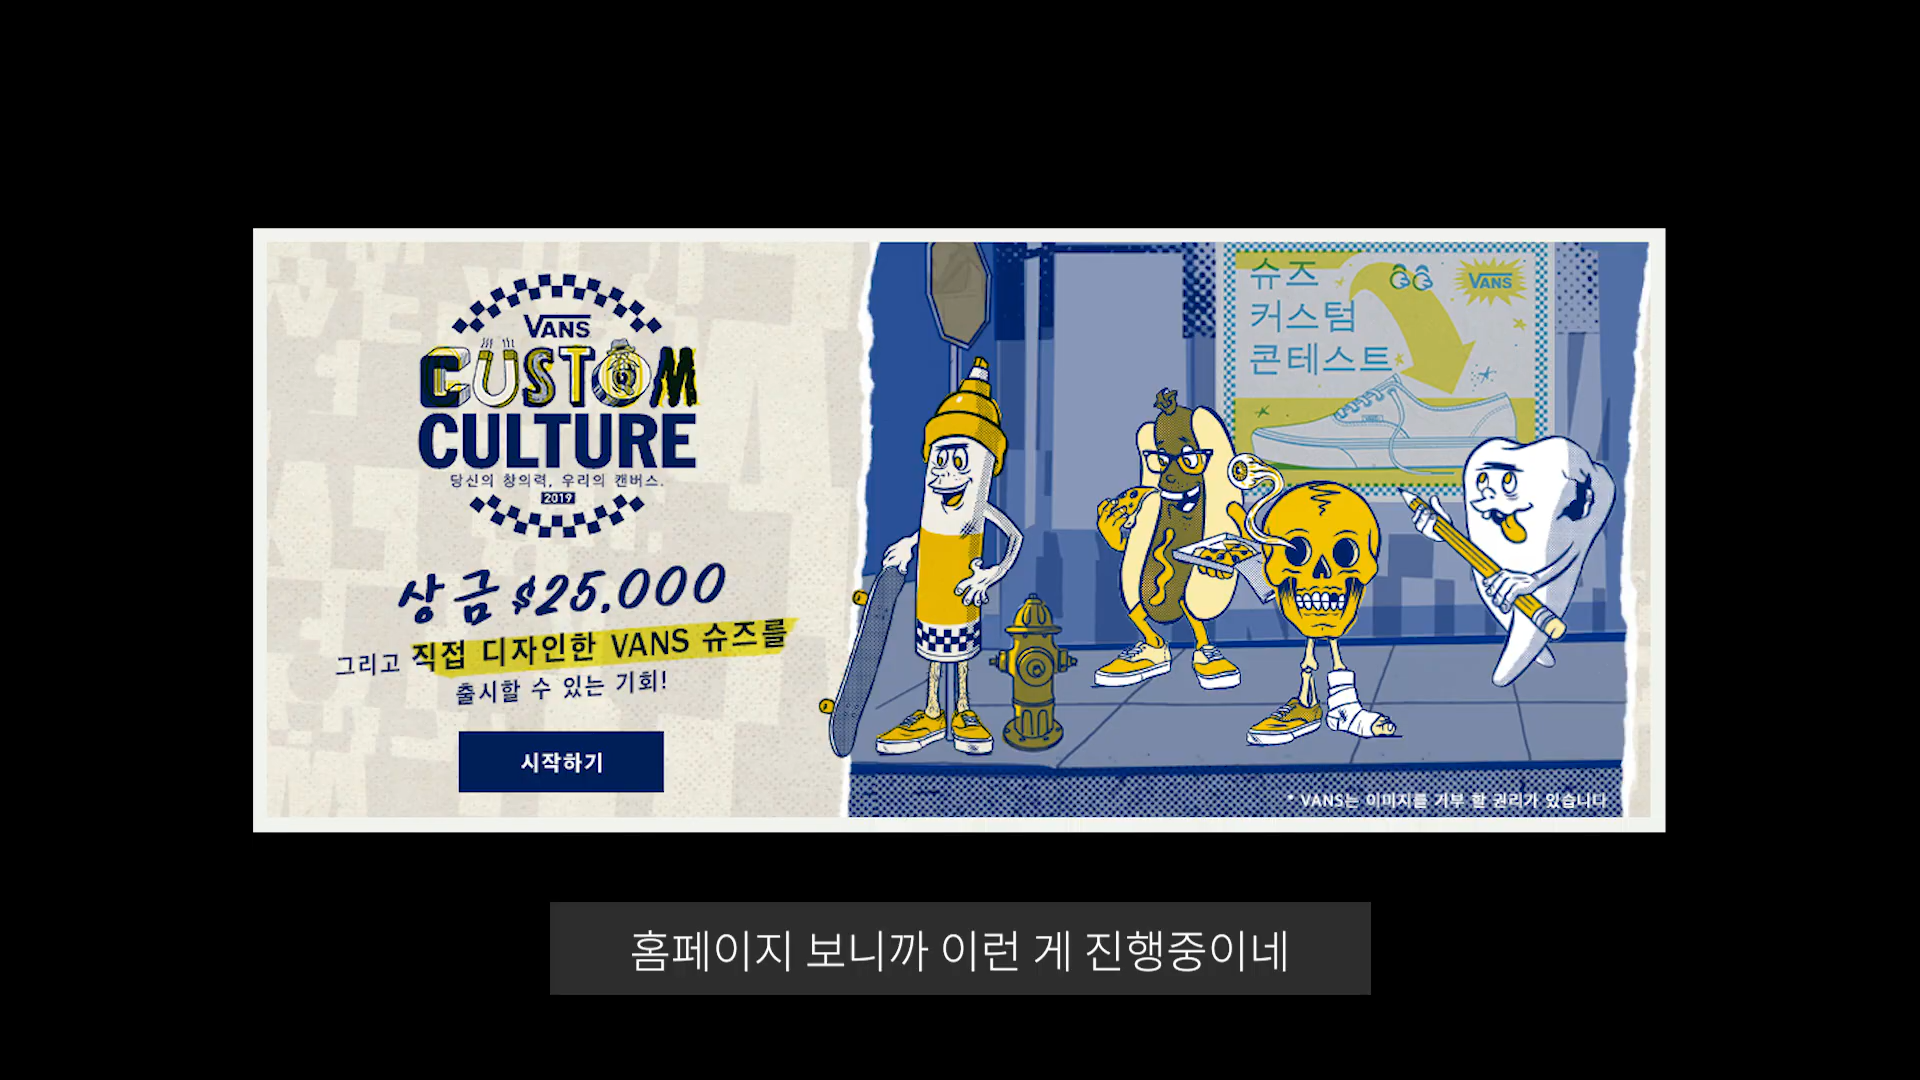 VANS
CUSTOM
CULTURE
당신의 창의력, 우리의 캔버스.
2019
상금 $25,000
그리고 직접 디자인한 VANS 슈즈를
출시할 수 있는 기회!
시작하기
슈즈
커스텀
콘테스트
VANS
* VANS는 이미지를 거부 할 권리가 있습니다
홈페이지 보니까 이런 게 진행중이네